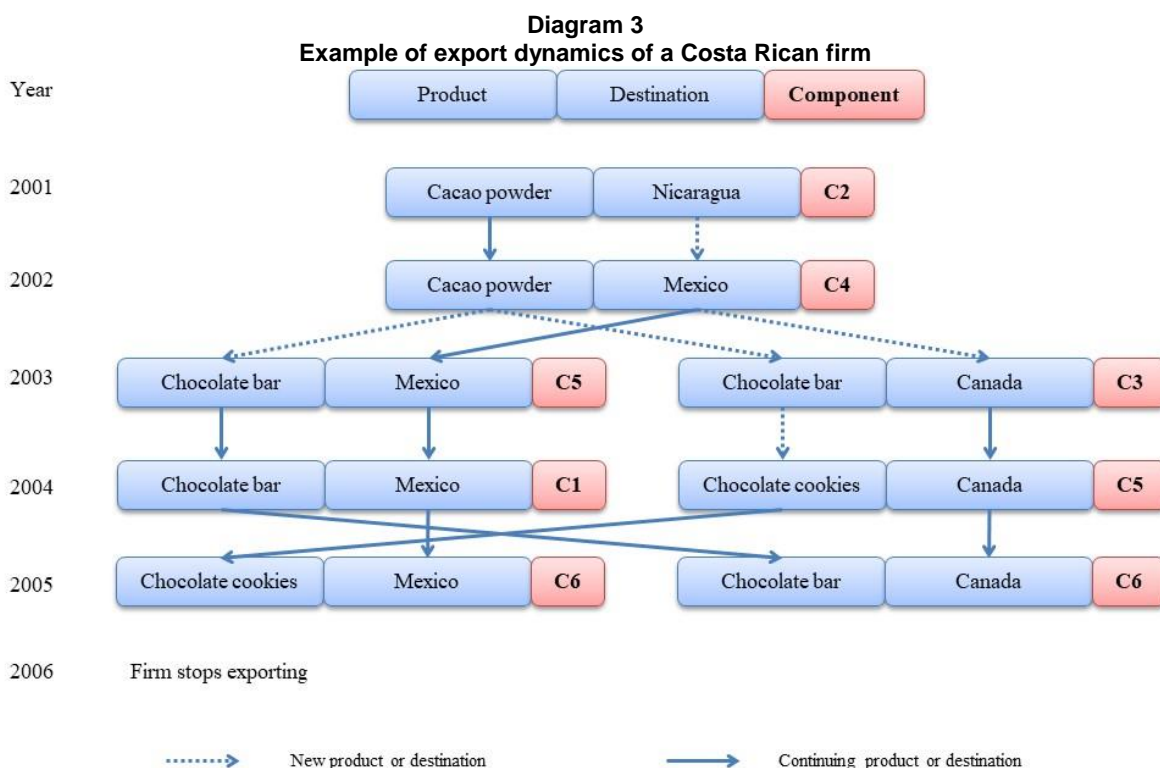 Diagram 3
Example of export dynamics of a Costa Rican firm
Year Product Destination Component
2001 Cacao powder Nicaragua C2
2002 Cacao powder Mexico C4
2003 Chocolate bar Mexico C5 Chocolate bar Canada C3
2004 Chocolate bar Mexico C1 Chocolate cookies Canada C5
2005 Chocolate cookies Mexico C6 Chocolate bar Canada C6
2006 Firm stops exporting
New product or destination Continuing product or destination